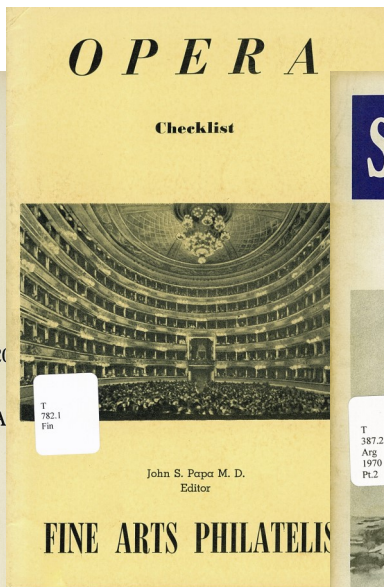 OPERA
Checklist
T
782.1
Fin
John S. Papa M. D.
Editor
FINE ARTS PHILATELIS
S
T
387.2
Arg
1970
Pt.2